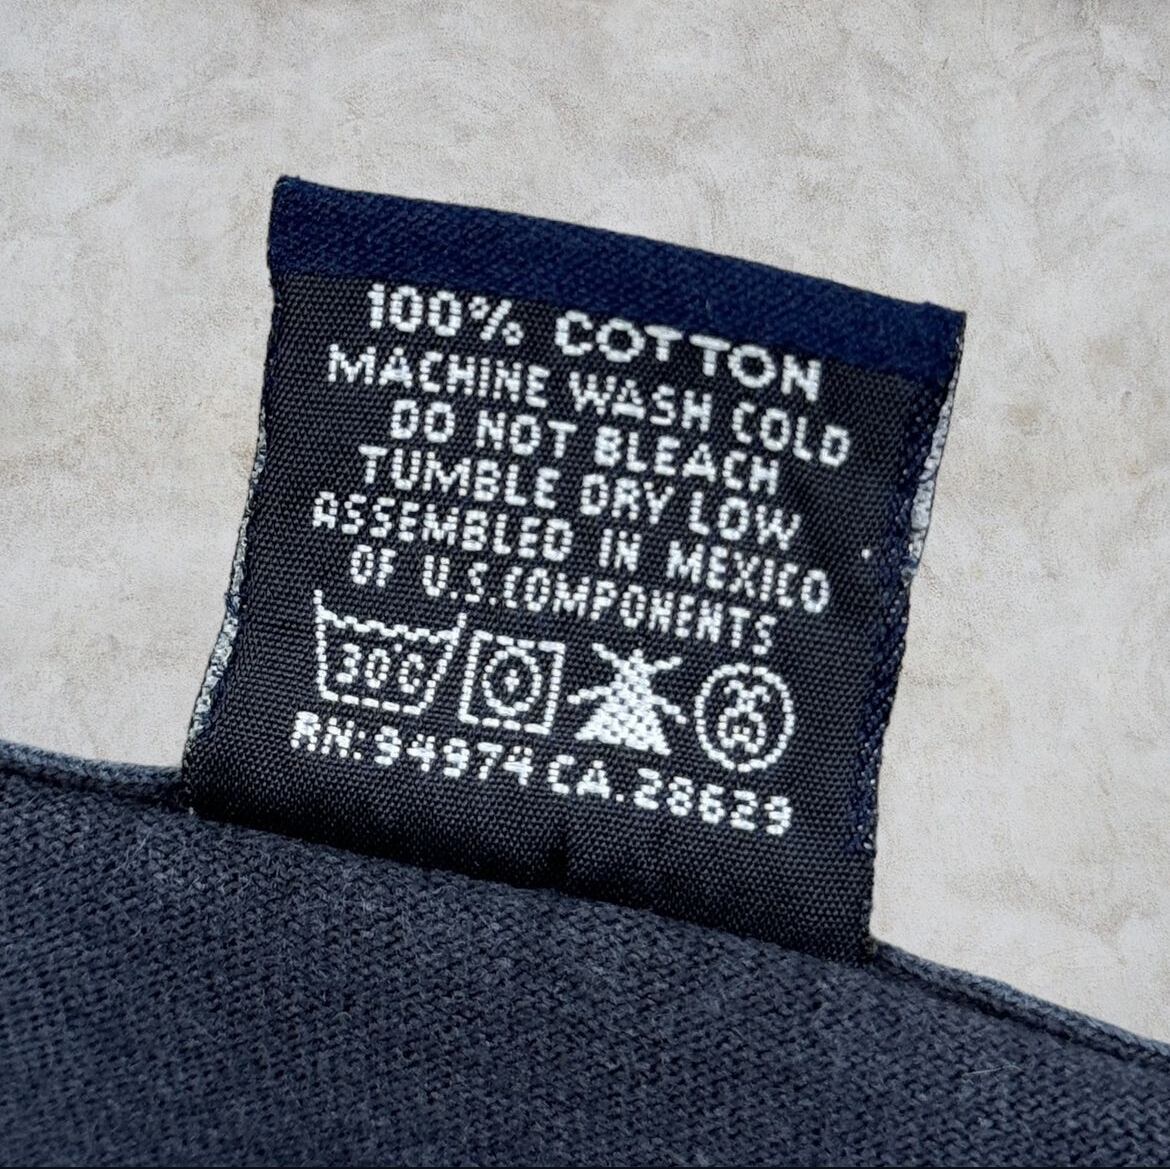 100% COTTON
MACHINE WASH COLD
DO NOT BLEACH
TUMBLE DRY LOW
ASSEMBLED IN MEXICO
OF U.S.COMPONENTS
30C
RN:94974 CA.28629